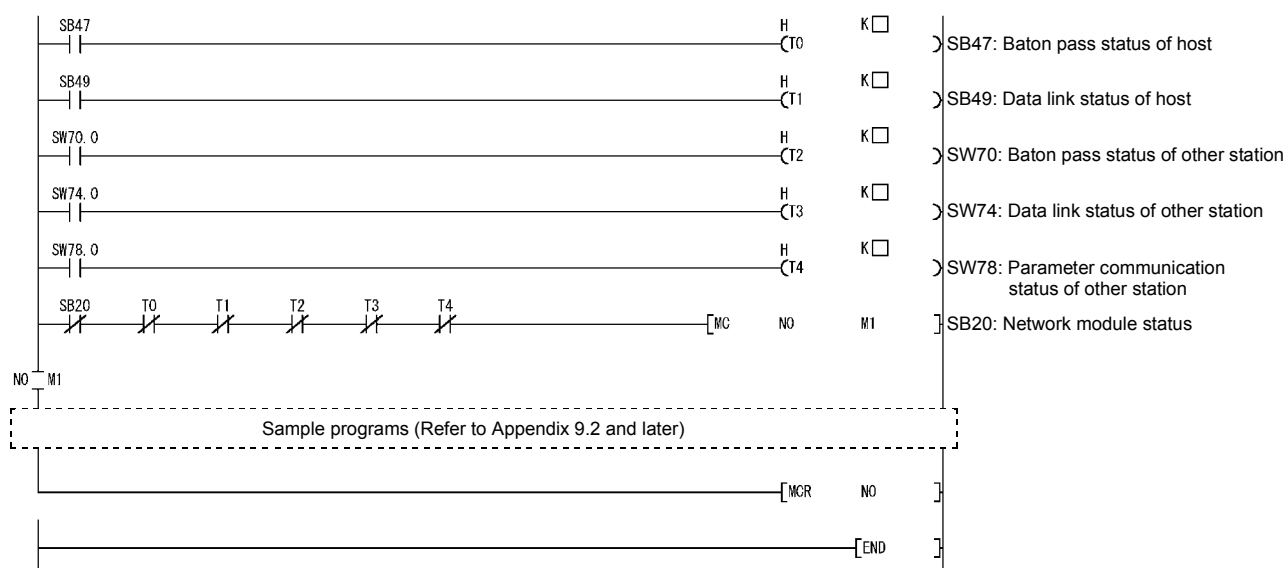 SB47 H K□
(T0 ) SB47: Baton pass status of host
SB49 H K□
(T1 ) SB49: Data link status of host
SW70.0 H K□
(T2 ) SW70: Baton pass status of other station
SW74.0 H K□
(T3 ) SW74: Data link status of other station
SW78.0 H K□
(T4 ) SW78: Parameter communication
status of other station
SB20 T0 T1 T2 T3 T4
[MC N0 M1 ] SB20: Network module status
N0 M1
Sample programs (Refer to Appendix 9.2 and later)
[MCR N0 ]
[END ]